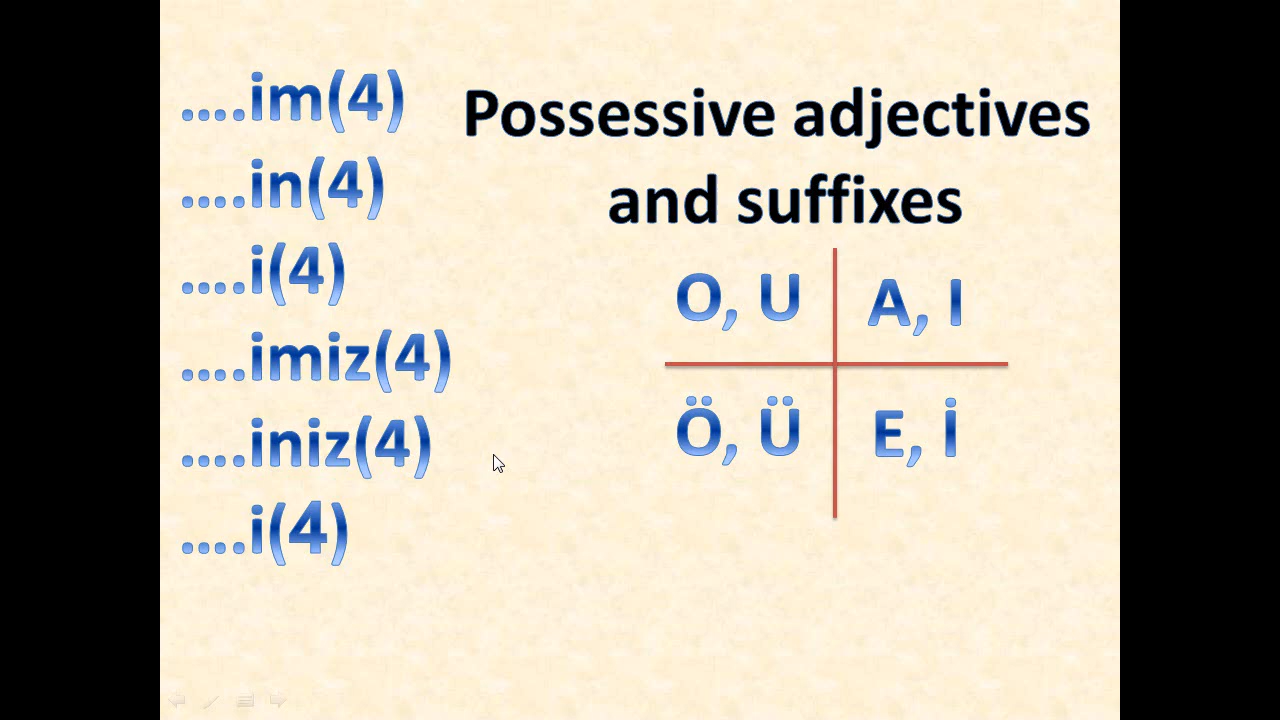 ….im(4)
….in(4)
….i(4)
….imiz(4)
….iniz(4)
….i(4)
Possessive adjectives
and suffixes
O, U
A, I
Ö, Ü
E, İ